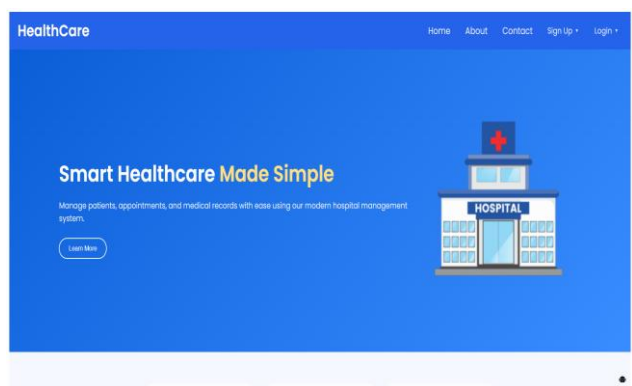 HealthCare
Home About Contact Sign Up Login
Smart Healthcare Made Simple
Manage patients, appointments, and medical records with ease using our modern hospital management
system.
Learn More
HOSPITAL